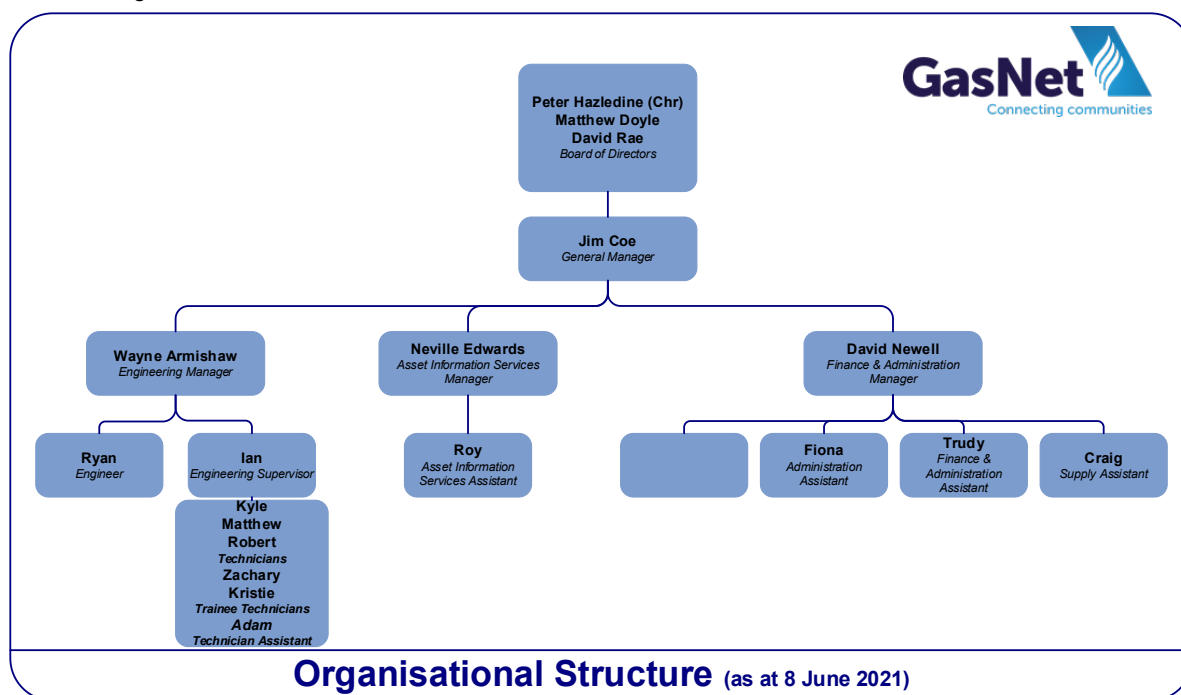 GasNet
Connecting communities
Peter Hazledine (Chr)
Matthew Doyle
David Rae
Board of Directors
Jim Coe
General Manager
Wayne Armishaw
Engineering Manager
Neville Edwards
Asset Information Services
Manager
David Newell
Finance & Administration
Manager
Ryan
Engineer
Ian
Engineering Supervisor
Roy
Asset Information
Services Assistant
Fiona
Administration
Assistant
Trudy
Finance &
Administration
Assistant
Craig
Supply Assistant
Kyle
Matthew
Robert
Technicians
Zachary
Kristie
Trainee Technicians
Adam
Technician Assistant
Organisational Structure (as at 8 June 2021)